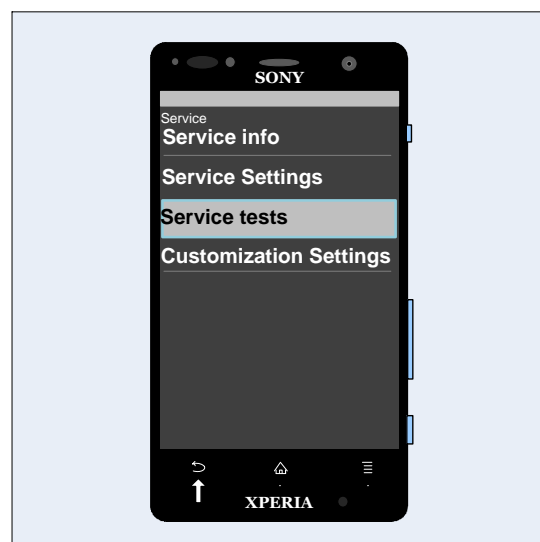 SONY
Service
Service info
Service Settings
Service tests
Customization Settings
XPERIA